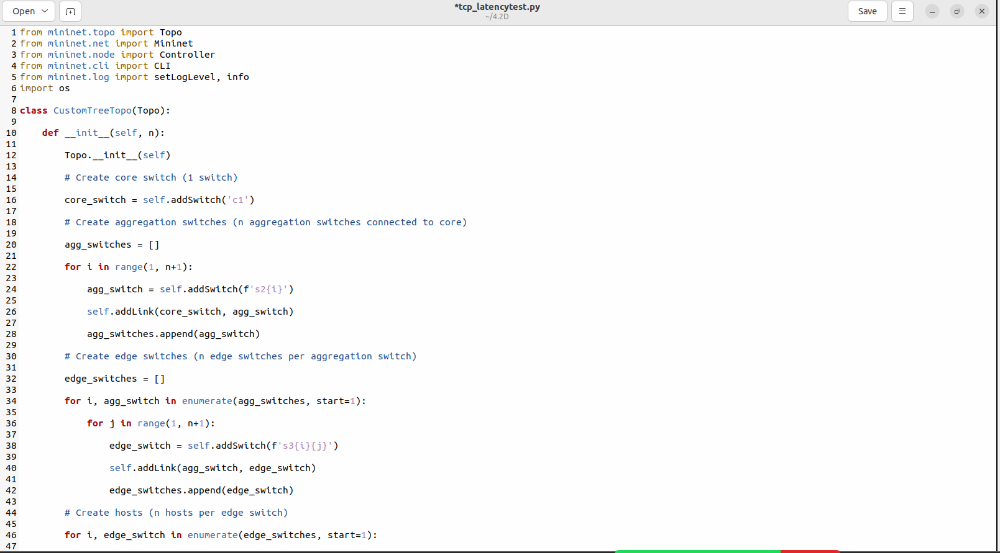 Open
*tcp_latencytest.py
~/4.2D
Save
1 from mininet.topo import Topo
2 from mininet.net import Mininet
3 from mininet.node import Controller
4 from mininet.cli import CLI
5 from mininet.log import setLogLevel, info
6 import os
7
8 class CustomTreeTopo(Topo):
9
10     def __init__(self, n):
11
12         Topo.__init__(self)
13
14         # Create core switch (1 switch)
15
16         core_switch = self.addSwitch('c1')
17
18         # Create aggregation switches (n aggregation switches connected to core)
19
20         agg_switches = []
21
22         for i in range(1, n+1):
23
24             agg_switch = self.addSwitch(f's2{i}')
25
26             self.addLink(core_switch, agg_switch)
27
28             agg_switches.append(agg_switch)
29
30         # Create edge switches (n edge switches per aggregation switch)
31
32         edge_switches = []
33
34         for i, agg_switch in enumerate(agg_switches, start=1):
35
36             for j in range(1, n+1):
37
38                 edge_switch = self.addSwitch(f's3{i}{j}')
39
40                 self.addLink(agg_switch, edge_switch)
41
42                 edge_switches.append(edge_switch)
43
44         # Create hosts (n hosts per edge switch)
45
46         for i, edge_switch in enumerate(edge_switches, start=1):
47